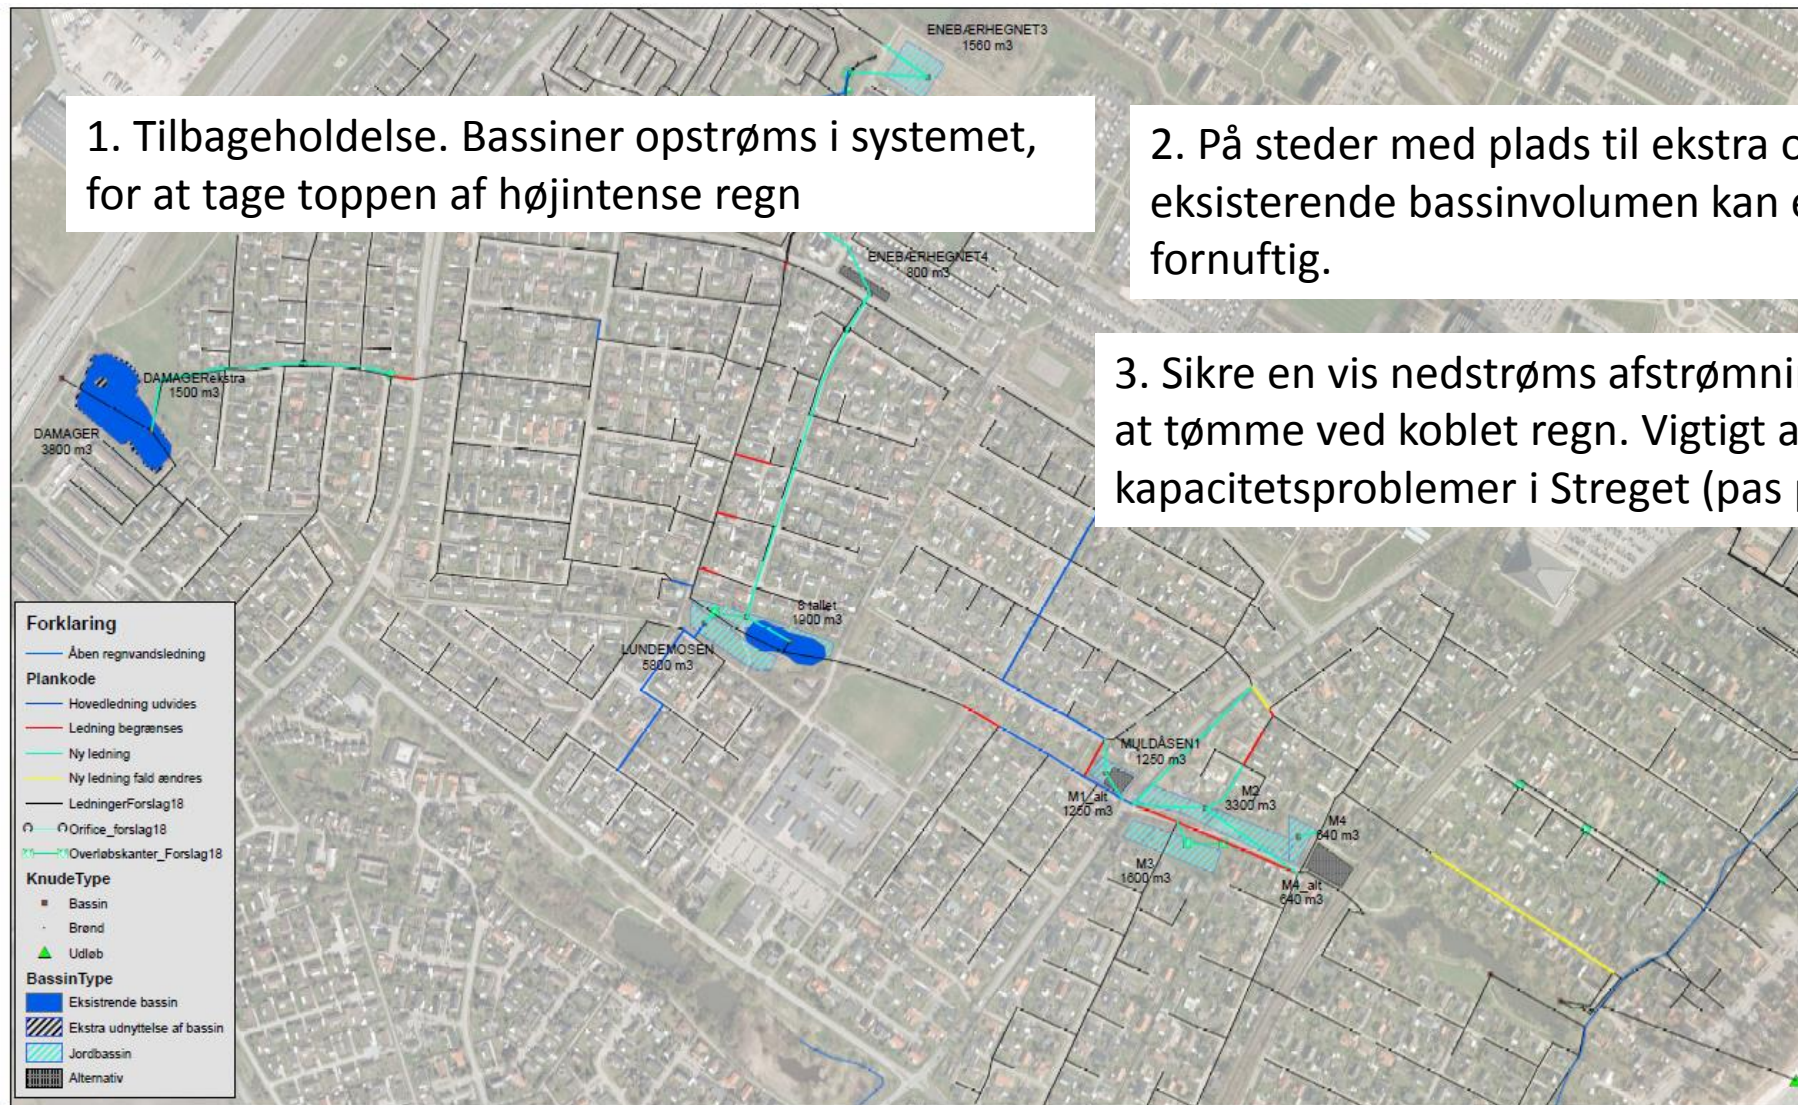 ENEBÆRHEGNET3
1560 m3
1. Tilbageholdelse. Bassiner opstrøms i systemet,
for at tage toppen af højintense regn
2. På steder med plads til ekstra
eksisterende bassinvolumen kan
fornuftig.
ENEBÆRHEGNET4
800 m3
3. Sikre en vis nedstrøms
at tømme ved koblet regn. Vigtigt
kapacitetsproblemer i Streget (pas
DAMAGERekstra
1500 m3
DAMAGER
3800 m3
8 tallet
1900 m3
LUNDEMOSEN
5800 m3
MULDÅSEN1
1250 m3
M1_alt
1250 m3
M2
3300 m3
M4
640 m3
M3
1600 m3
M4_alt
640 m3
Forklaring
Åben regnvandsledning
Plankode
Hovedledning udvides
Ledning begrænses
Ny ledning
Ny ledning fald ændres
LedningerForslag18
Orifice_forslag18
Overløbskanter_Forslag18
KnudeType
Bassin
Brønd
Udløb
BassinType
Eksistrende bassin
Ekstra udnyttelse af bassin
Jordbassin
Alternativ